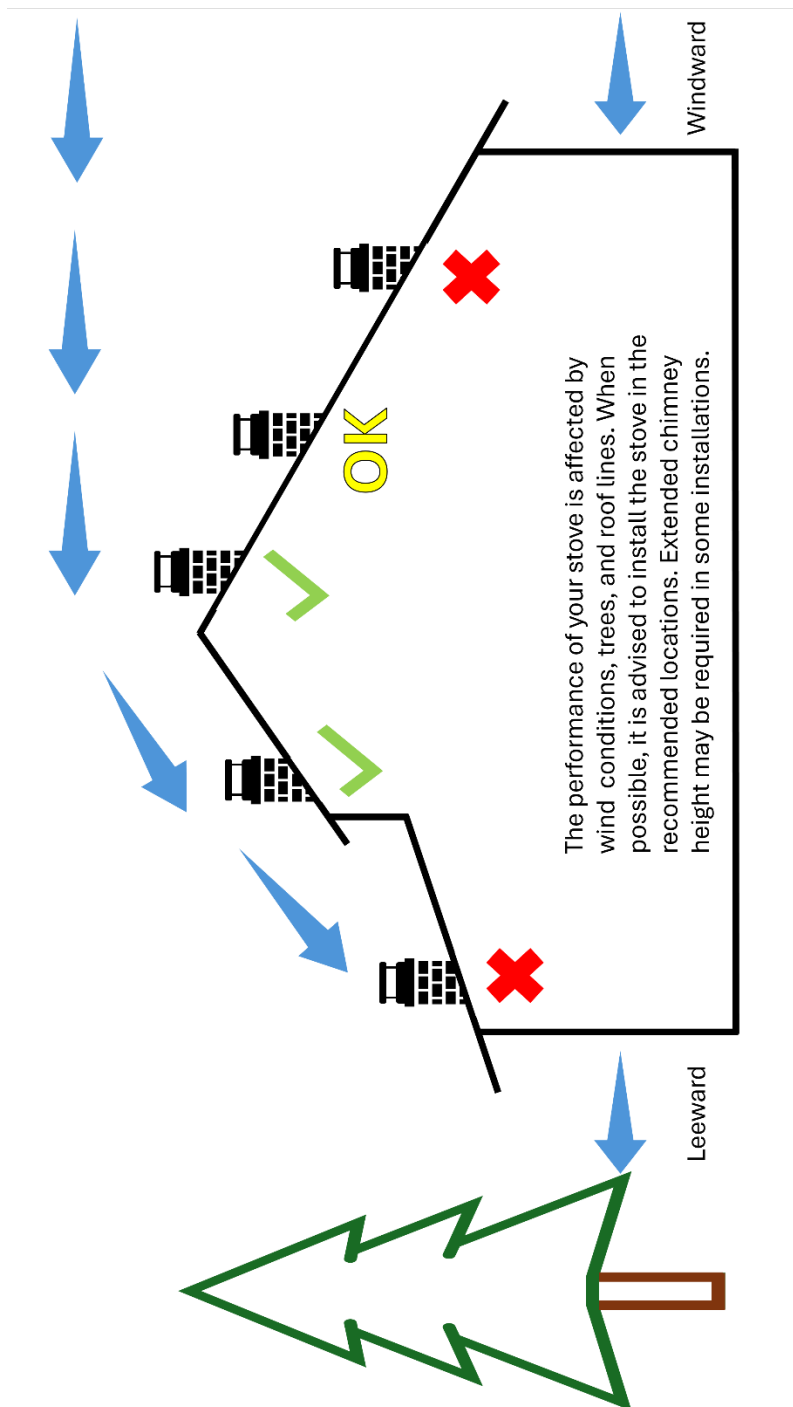 Leeward
Windward
OK
The performance of your stove is affected by
wind conditions, trees, and roof lines. When
possible, it is advised to install the stove in the
recommended locations. Extended chimney
height may be required in some installations.